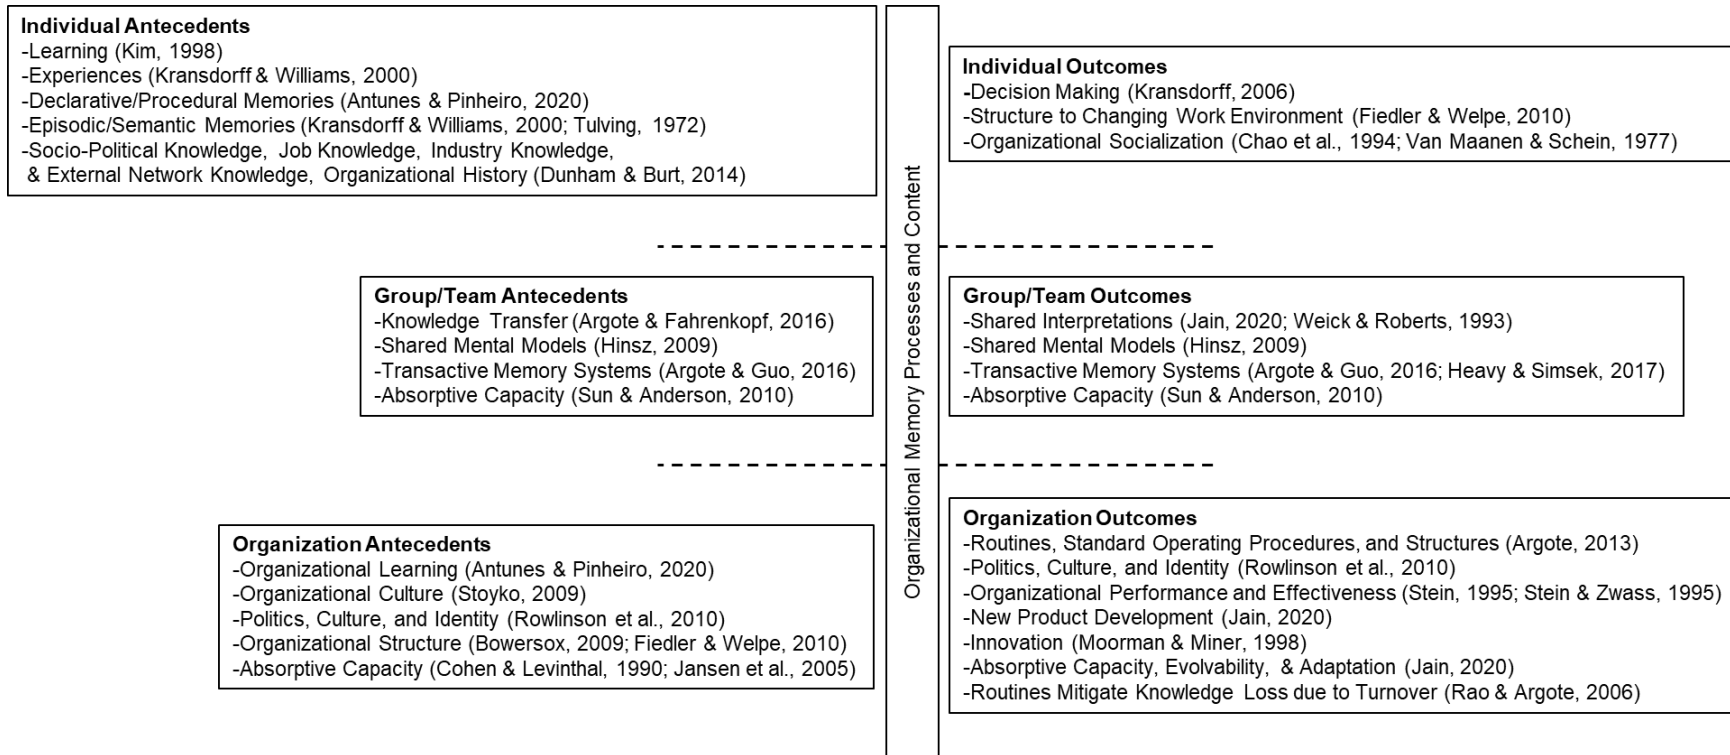 Individual Antecedents
-Learning (Kim, 1998)
-Experiences (Kransdorff & Williams, 2000)
-Declarative/Procedural Memories (Antunes & Pinheiro, 2020)
-Episodic/Semantic Memories (Kransdorff & Williams, 2000; Tulving, 1972)
-Socio-Political Knowledge, Job Knowledge, Industry Knowledge,
& External Network Knowledge, Organizational History (Dunham & Burt, 2014)
Individual Outcomes
-Decision Making (Kransdorff, 2006)
-Structure to Changing Work Environment (Fiedler & Welpe, 2010)
-Organizational Socialization (Chao et al., 1994; Van Maanen & Schein, 1977)
Organizational Memory Processes and Content
Group/Team Antecedents
-Knowledge Transfer (Argote & Fahrenkopf, 2016)
-Shared Mental Models (Hinsz, 2009)
-Transactive Memory Systems (Argote & Guo, 2016)
-Absorptive Capacity (Sun & Anderson, 2010)
Group/Team Outcomes
-Shared Interpretations (Jain, 2020; Weick & Roberts, 1993)
-Shared Mental Models (Hinsz, 2009)
-Transactive Memory Systems (Argote & Guo, 2016; Heavy & Simsek, 2017)
-Absorptive Capacity (Sun & Anderson, 2010)
Organization Antecedents
-Organizational Learning (Antunes & Pinheiro, 2020)
-Organizational Culture (Stoyko, 2009)
-Politics, Culture, and Identity (Rowlinson et al., 2010)
-Organizational Structure (Bowersox, 2009; Fiedler & Welpe, 2010)
-Absorptive Capacity (Cohen & Levinthal, 1990; Jansen et al., 2005)
Organization Outcomes
-Routines, Standard Operating Procedures, and Structures (Argote, 2013)
-Politics, Culture, and Identity (Rowlinson et al., 2010)
-Organizational Performance and Effectiveness (Stein, 1995; Stein & Zwass, 1995)
-New Product Development (Jain, 2020)
-Innovation (Moorman & Miner, 1998)
-Absorptive Capacity, Evolvability, & Adaptation (Jain, 2020)
-Routines Mitigate Knowledge Loss due to Turnover (Rao & Argote, 2006)